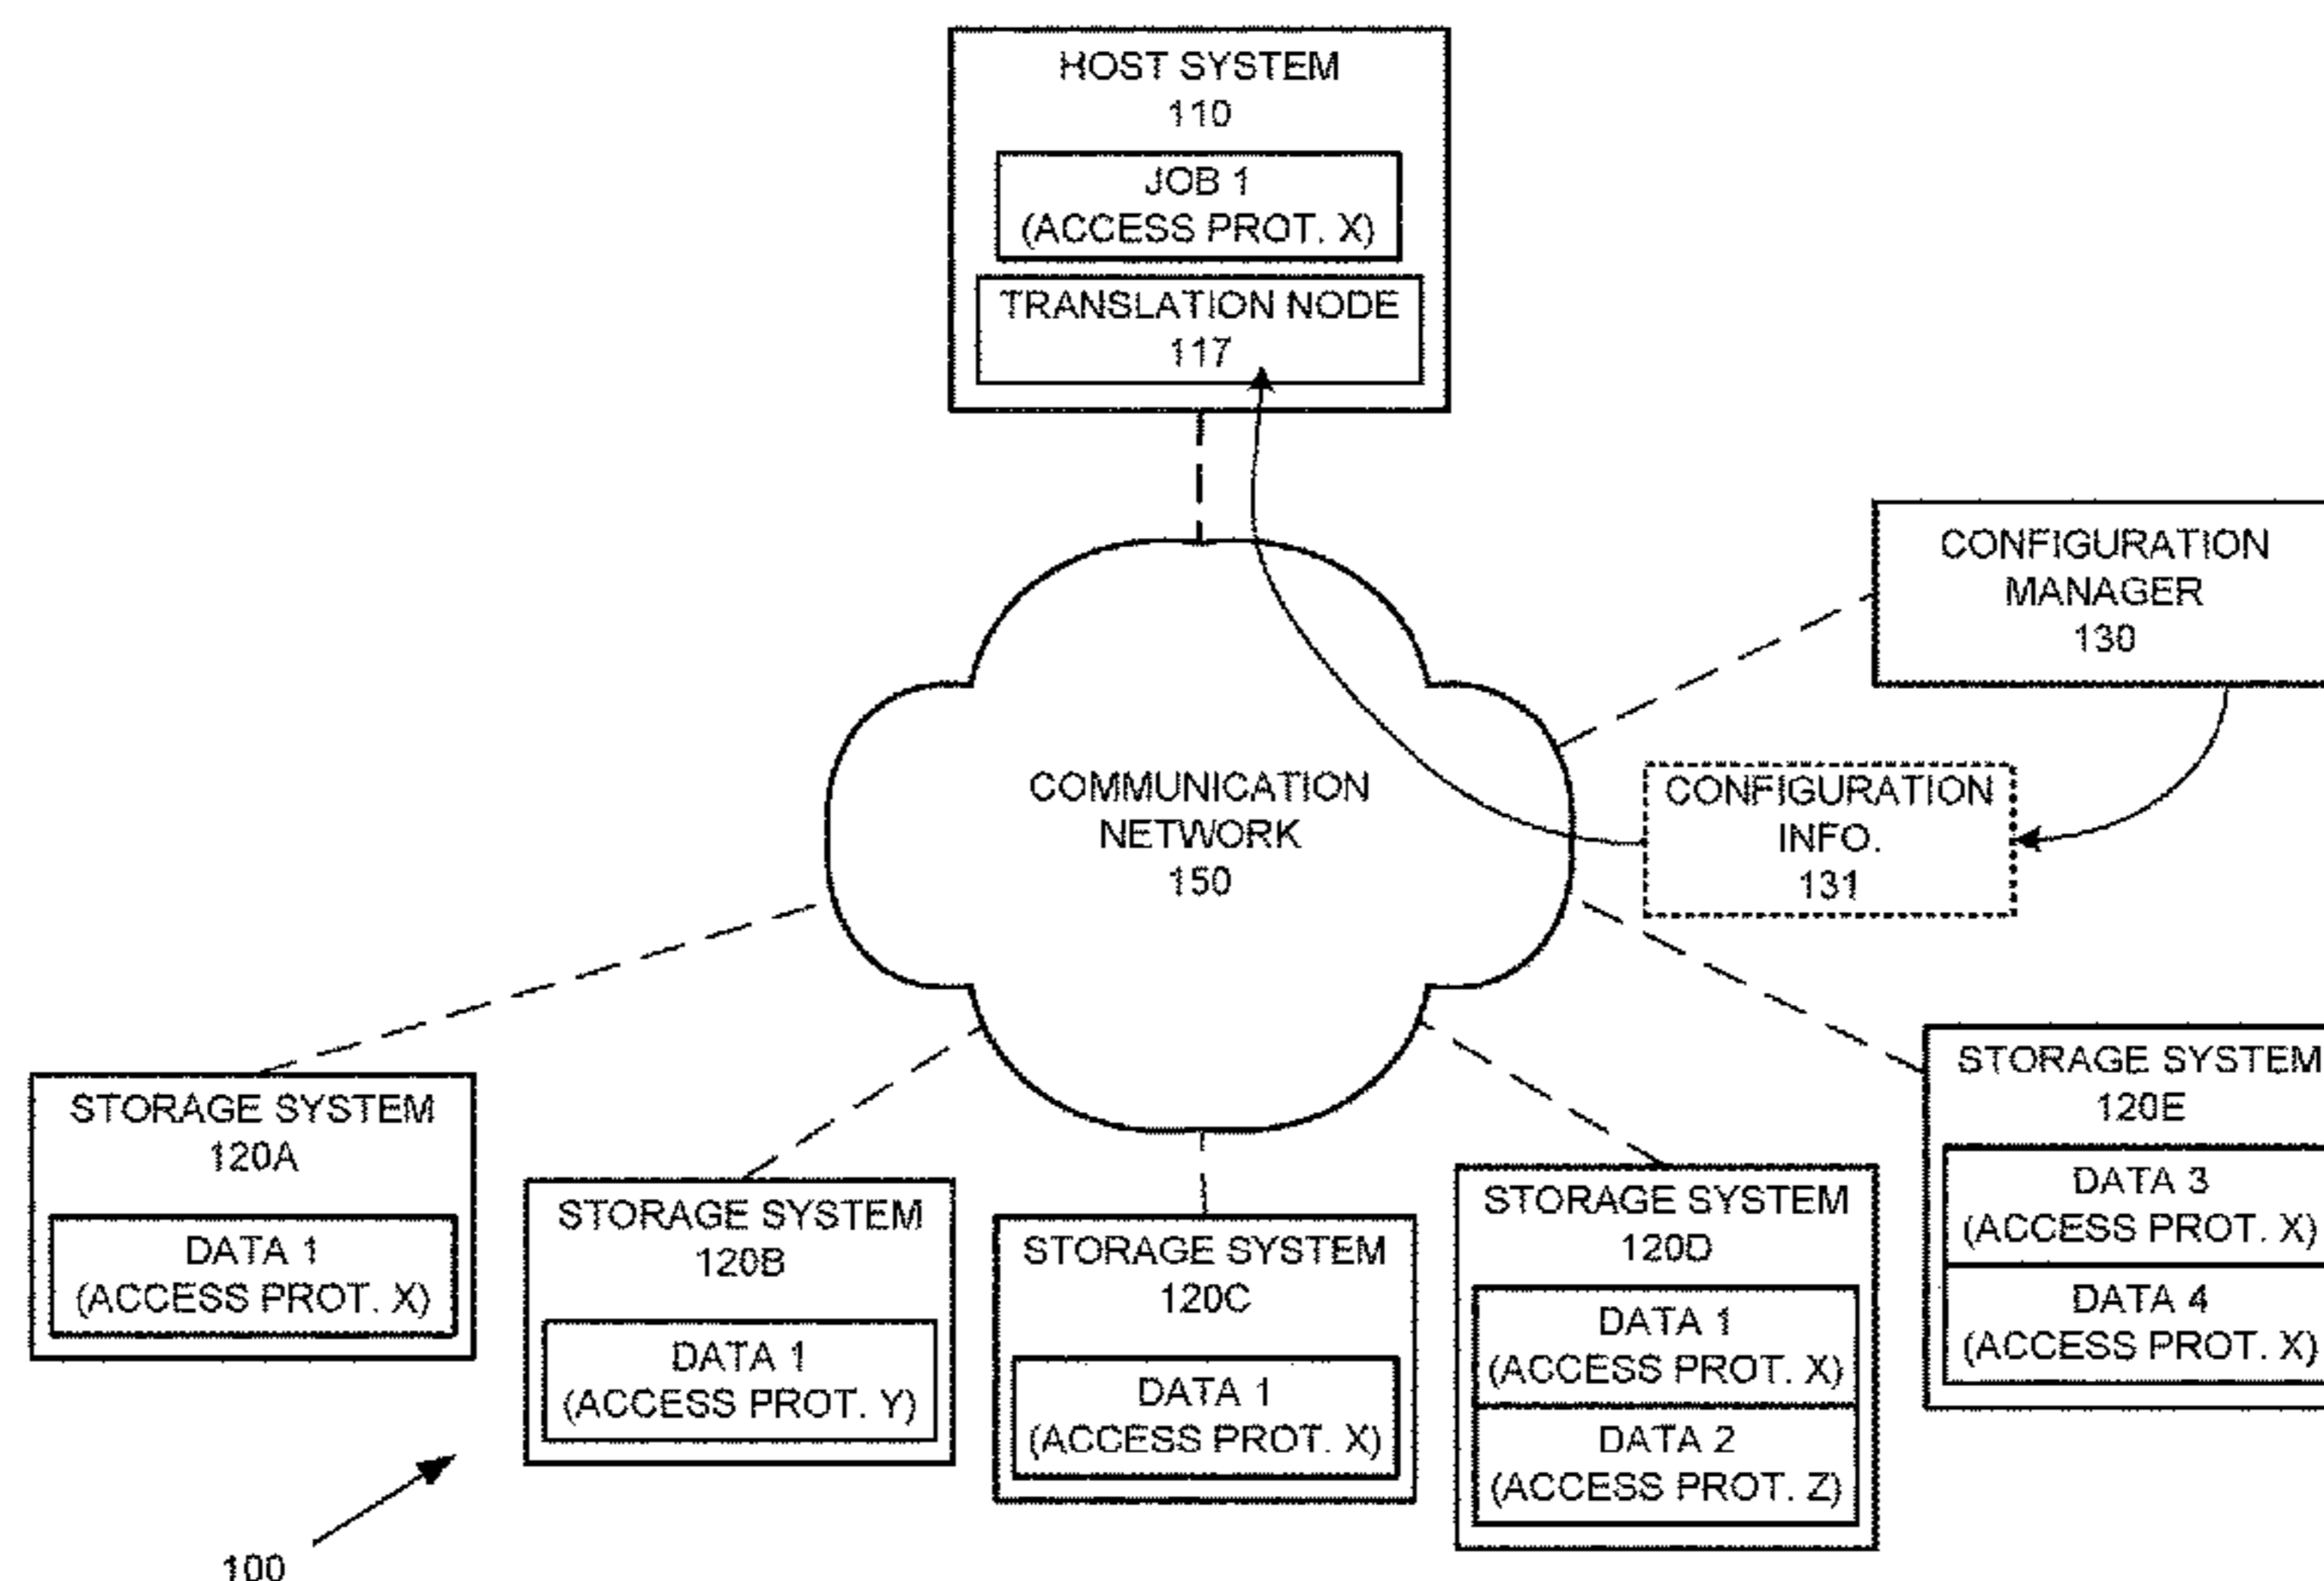 HOST SYSTEM
110
JOB 1
(ACCESS PROT. X)
TRANSLATION NODE
117
CONFIGURATION
MANAGER
130
COMMUNICATION
NETWORK
150
CONFIGURATION
INFO.
131
STORAGE SYSTEM
120A
DATA 1
(ACCESS PROT. X)
STORAGE SYSTEM
120B
DATA 1
(ACCESS PROT. Y)
STORAGE SYSTEM
120C
DATA 1
(ACCESS PROT. X)
STORAGE SYSTEM
120D
DATA 1
(ACCESS PROT. X)
DATA 2
(ACCESS PROT. Z)
STORAGE SYSTEM
120E
DATA 3
(ACCESS PROT. X)
DATA 4
(ACCESS PROT. X)
100